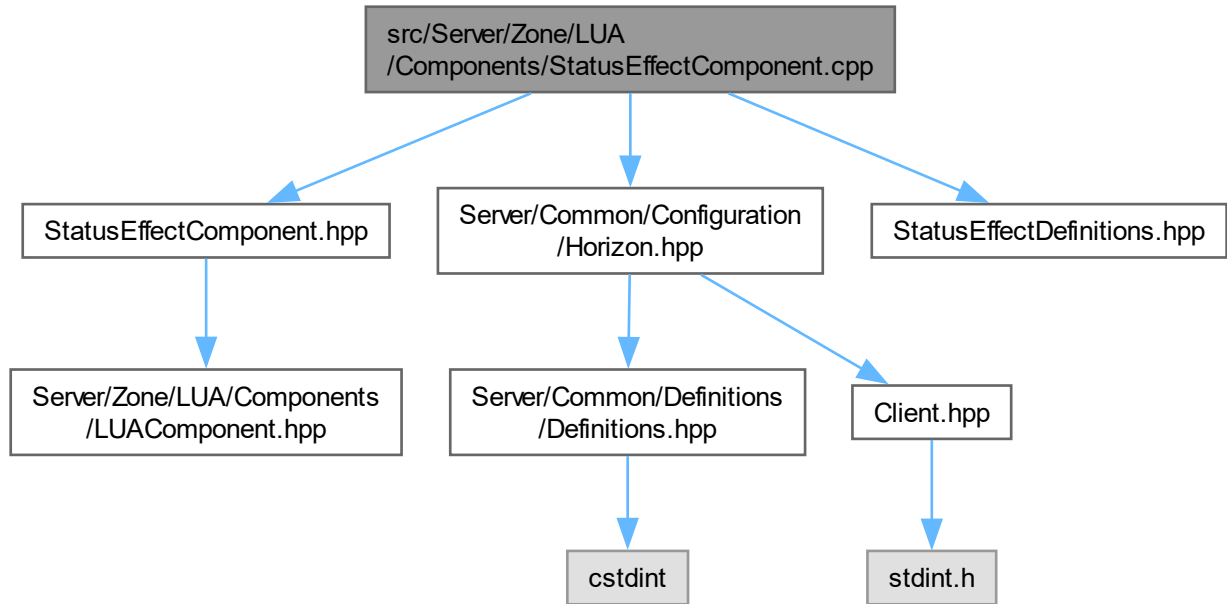 src/Server/Zone/LUA
/Components/StatusEffectComponent.cpp
StatusEffectComponent.hpp
Server/Common/Configuration
/Horizon.hpp
StatusEffectDefinitions.hpp
Server/Zone/LUA/Components
/LUAComponent.hpp
Server/Common/Definitions
/Definitions.hpp
Client.hpp
cstdint
stdint.h